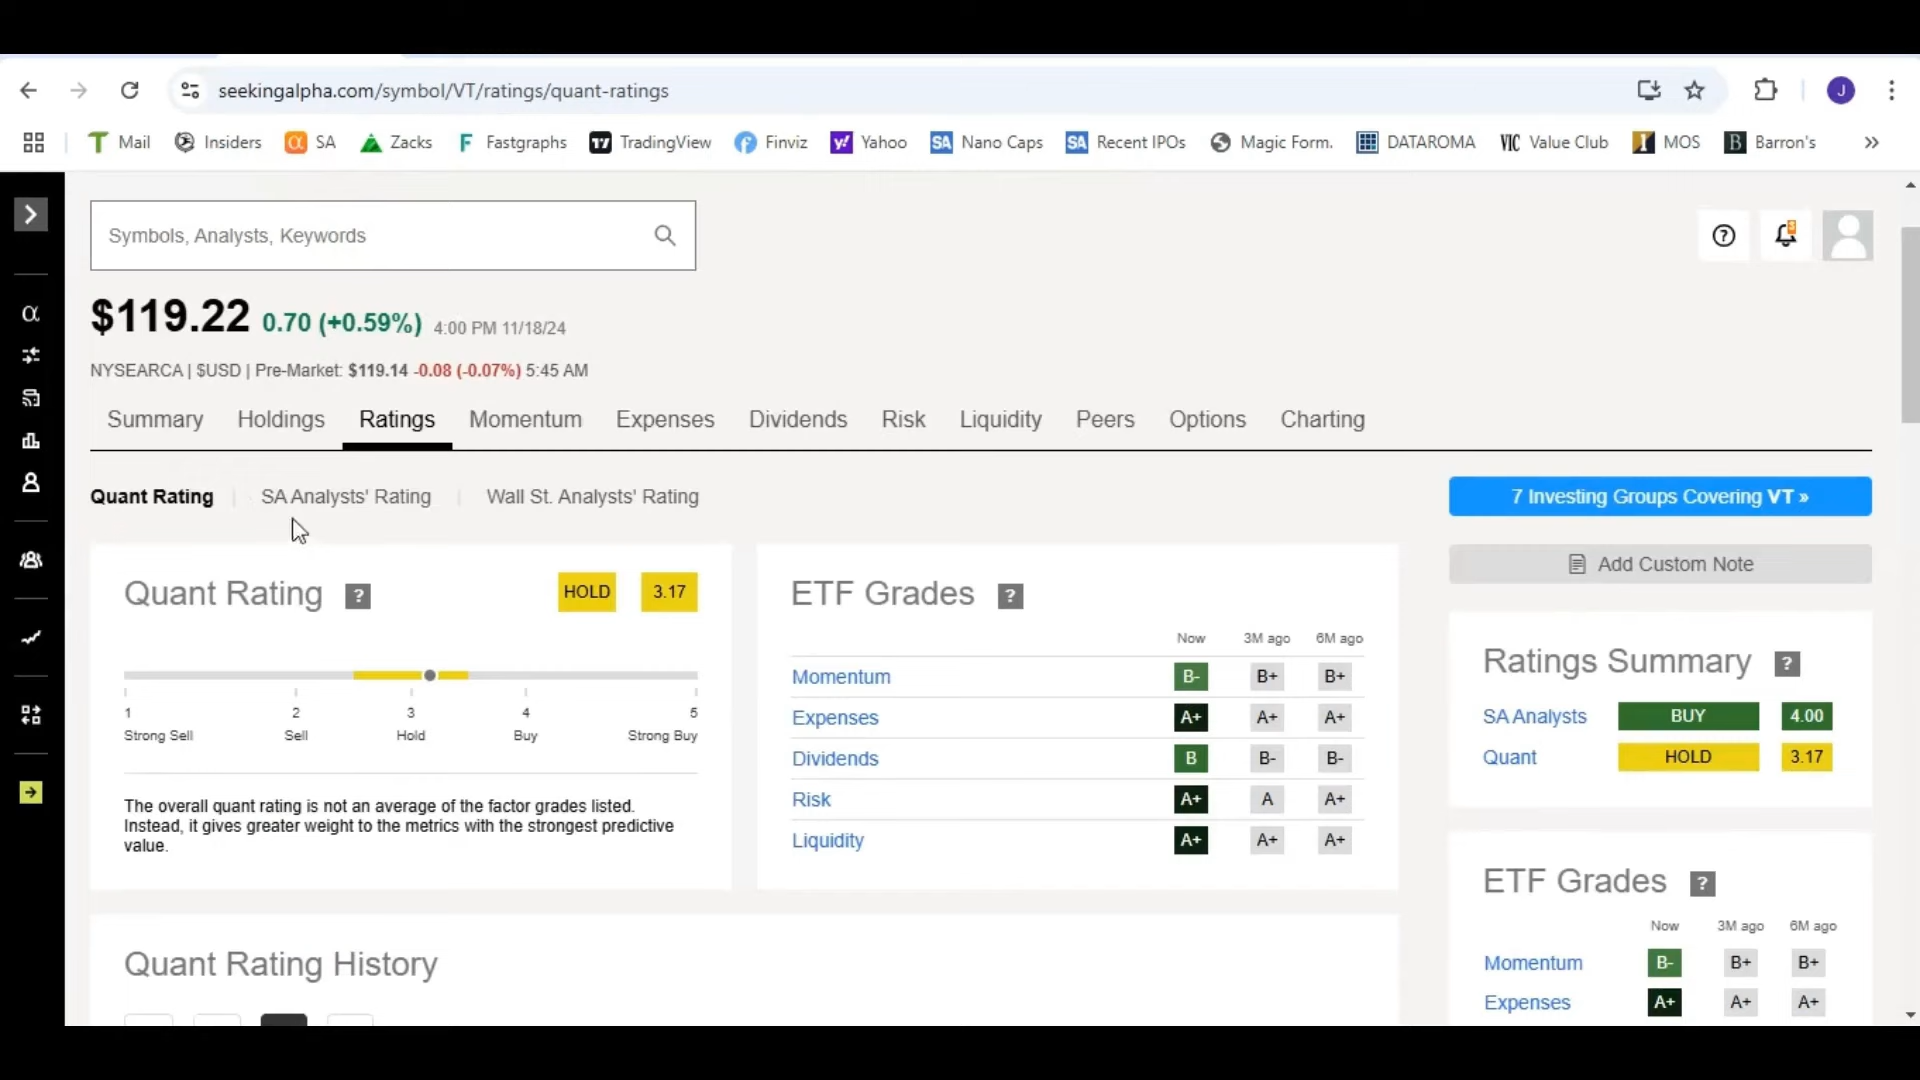 seekingalpha.com/symbol/VT/ratings/quant-ratings
J
Mail Insiders SA Zacks Fastgraphs TradingView Finviz Yahoo Nano Caps Recent IPOs Magic Form. DATAROMA Value Club MOS Barron's
Symbols, Analysts, Keywords
$119.22 0.70 (+0.59%) 4:00 PM 11/18/24
NYSEARCA | $USD | Pre-Market: $119.14 -0.08 (-0.07%) 5:45 AM
Summary Holdings Ratings Momentum Expenses Dividends Risk Liquidity Peers Options Charting
Quant Rating SA Analysts' Rating Wall St. Analysts' Rating
7 Investing Groups Covering VT »
Add Custom Note
Quant Rating ? HOLD 3.17
1 2 3 4 5
Strong Sell Sell Hold Buy Strong Buy
The overall quant rating is not an average of the factor grades listed.
Instead, it gives greater weight to the metrics with the strongest predictive
value.
ETF Grades ?
Now 3M ago 6M ago
Momentum B- B+ B+
Expenses A+ A+ A+
Dividends B B- B-
Risk A+ A A+
Liquidity A+ A+ A+
Ratings Summary ?
SA Analysts BUY 4.00
Quant HOLD 3.17
ETF Grades ?
Now 3M ago 6M ago
Momentum B- B+ B+
Expenses A+ A+ A+
Quant Rating History